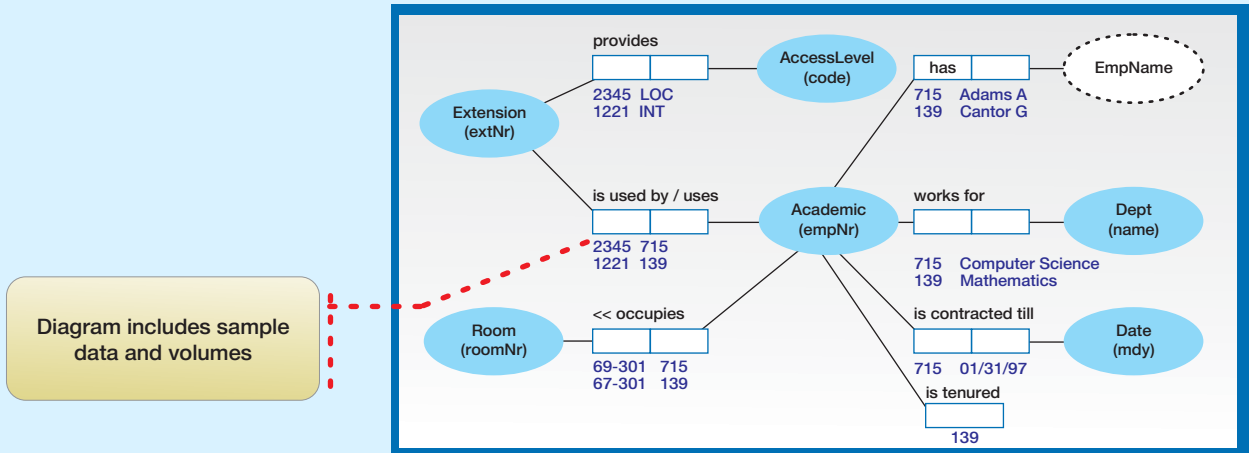 provides
2345 LOC
1221 INT
AccessLevel
(code)
has
715 Adams A
139 Cantor G
EmpName
Extension
(extNr)
is used by / uses
2345 715
1221 139
Academic
(empNr)
works for
715 Computer Science
139 Mathematics
Dept
(name)
Diagram includes sample
data and volumes
Room
(roomNr)
<< occupies
69-301 715
67-301 139
is contracted till
715 01/31/97
Date
(mdy)
is tenured
139